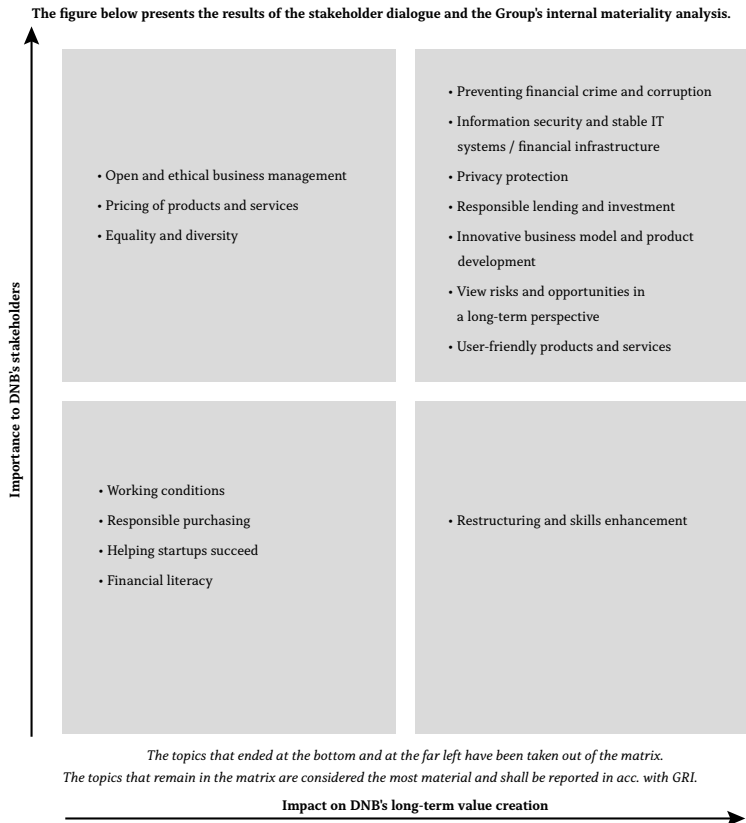 The figure below presents the results of the stakeholder dialogue and the Group's internal materiality analysis.
Importance to DNB's stakeholders
• Open and ethical business management
• Pricing of products and services
• Equality and diversity
• Preventing financial crime and corruption
• Information security and stable IT
systems / financial infrastructure
• Privacy protection
• Responsible lending and investment
• Innovative business model and product
development
• View risks and opportunities in
a long-term perspective
• User-friendly products and services
• Working conditions
• Responsible purchasing
• Helping startups succeed
• Financial literacy
• Restructuring and skills enhancement
The topics that ended at the bottom and at the far left have been taken out of the matrix.
The topics that remain in the matrix are considered the most material and shall be reported in acc. with GRI.
Impact on DNB's long-term value creation